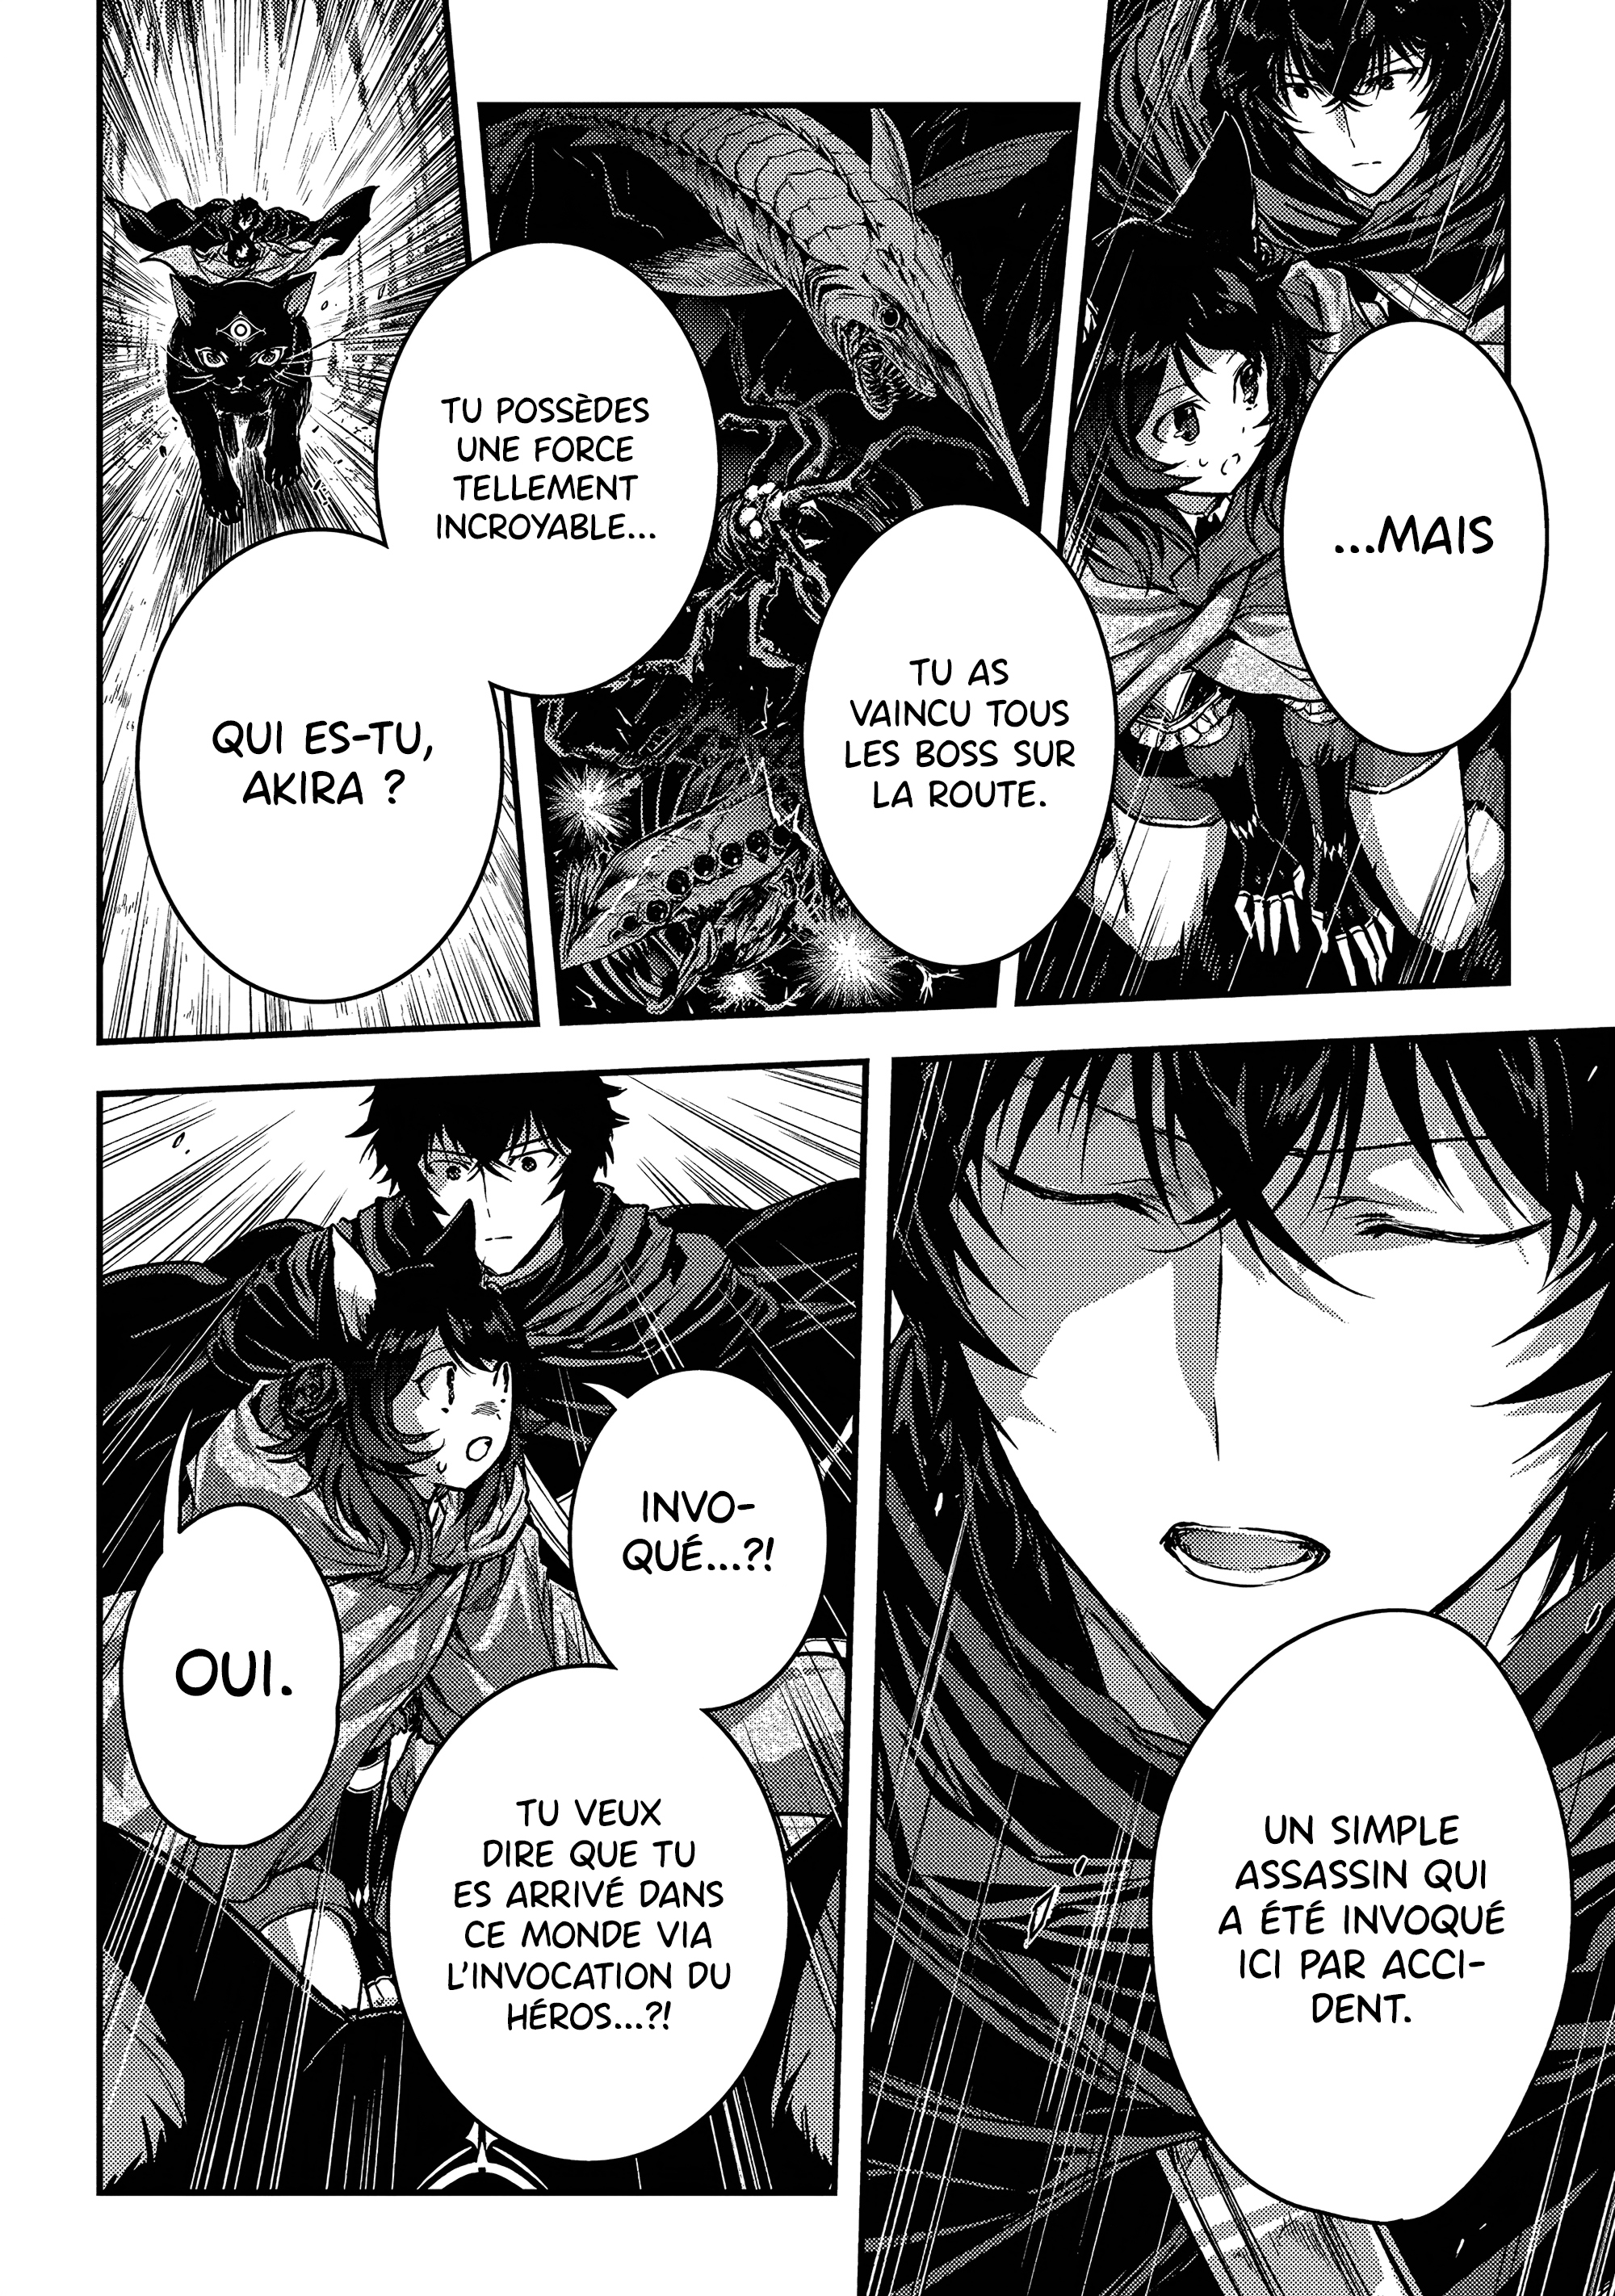 ...MAIS
TU AS
VAINCU TOUS
LES BOSS SUR
LA ROUTE.
TU POSSÈDES
UNE FORCE
TELLEMENT
INCROYABLE...
QUI ES-TU,
AKIRA ?
UN SIMPLE
ASSASSIN QUI
A ÉTÉ INVOQUÉ
ICI PAR ACCI-
DENT.
INVO-
QUÉ...?!
TU VEUX
DIRE QUE TU
ES ARRIVÉ DANS
CE MONDE VIA
L'INVOCATION DU
HÉROS...?!
OUI.